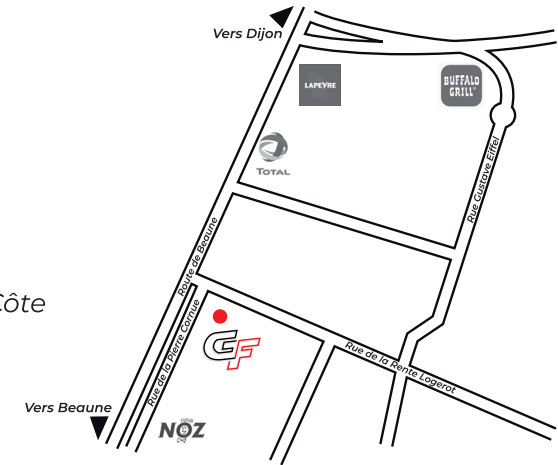 Vers Dijon
LAPEYRE
BUFFALO
GRILL
TOTAL
Rue Gustave Eiffel
Route de Beaune
Côte
Rue de la Pierre Cornue
GF
Rue de la Rente Logerot
Vers Beaune
NOZ